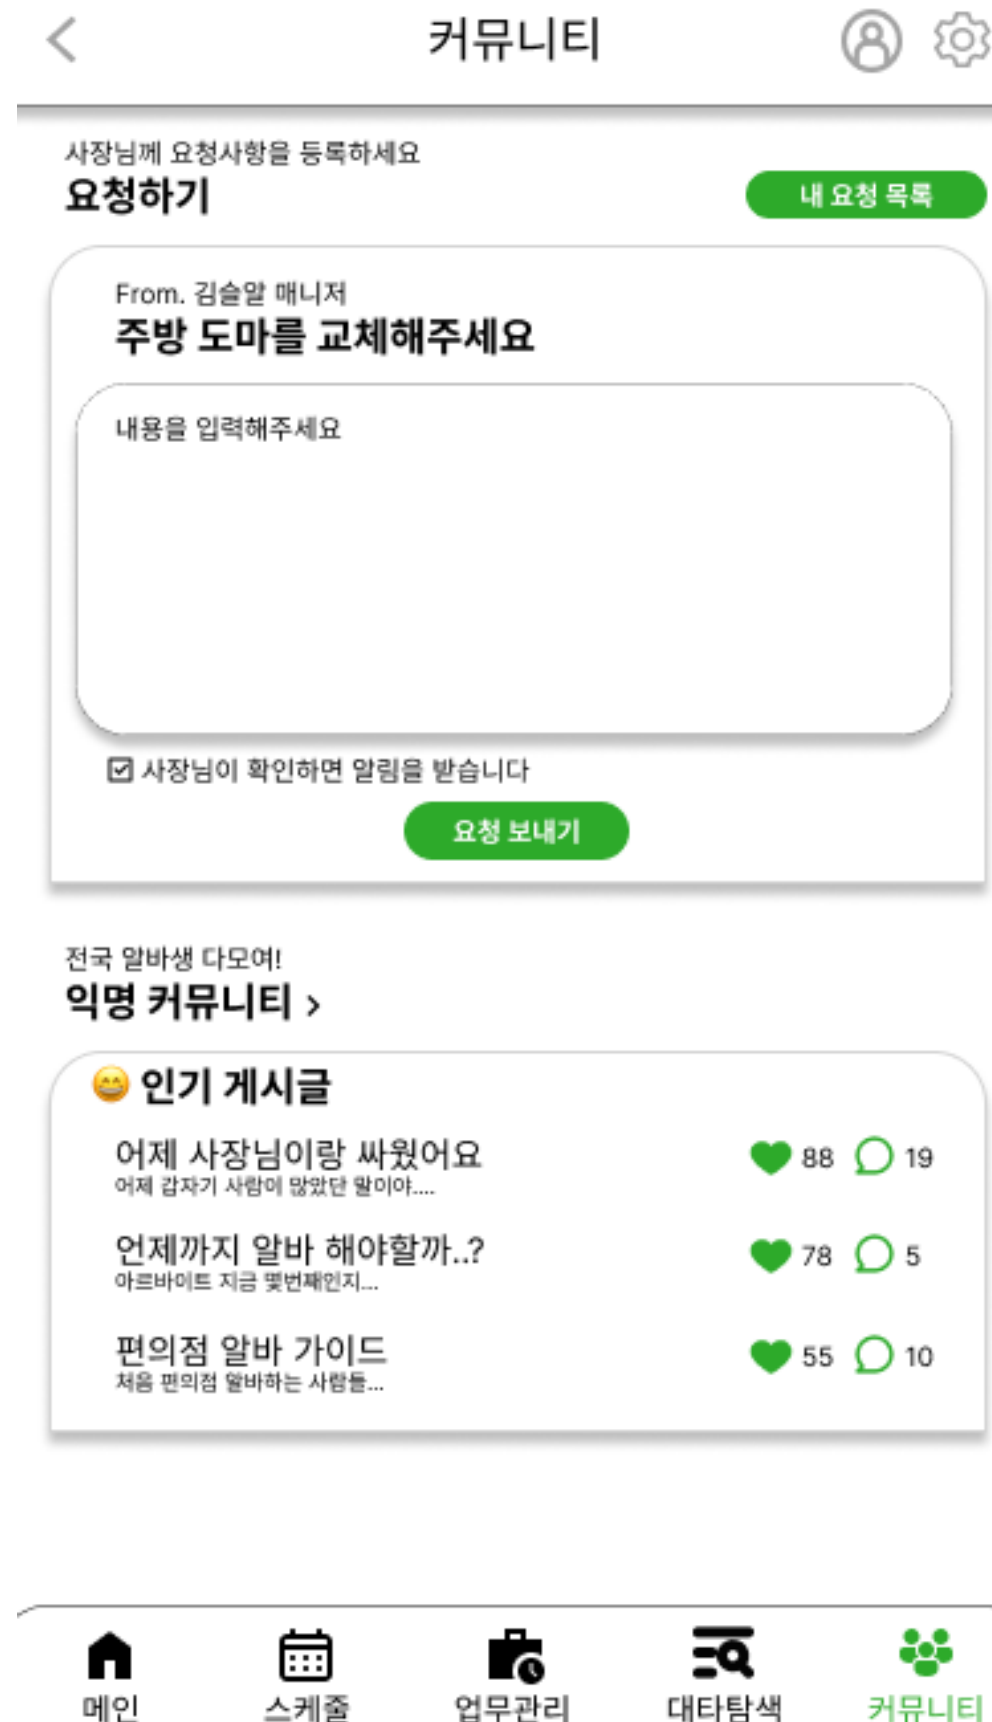 커뮤니티
사장님께 요청사항을 등록하세요
요청하기
내 요청 목록
From. 김슬알 매니저
주방 도마를 교체해주세요
내용을 입력해주세요
사장님이 확인하면 알림을 받습니다
요청 보내기
전국 알바생 다모여!
익명 커뮤니티 >
😄 인기 게시글
어제 사장님이랑 싸웠어요
88 19
어제 갑자기 사람이 많았단 말이야....
언제까지 알바 해야할까..?
78 5
아르바이트 지금 몇번째인지...
편의점 알바 가이드
55 10
처음 편의점 알바하는 사람들...
메인 스케줄 업무관리 대타탐색 커뮤니티